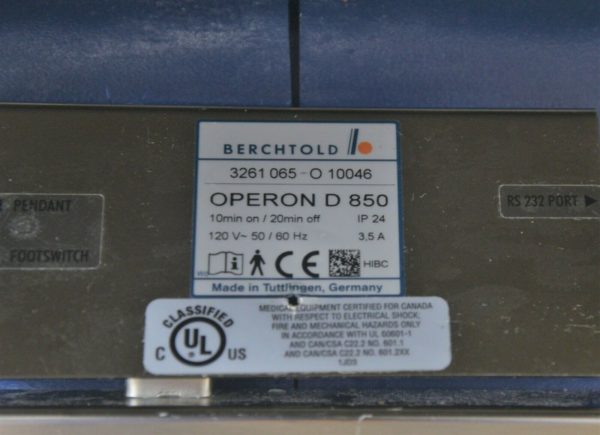 BERCHTOLD
3261 065 - O 10046
OPERON D 850
10min on / 20min off IP 24
120 V~ 50 / 60 Hz 3,5 A
CE HIBC
Made in Tuttlingen, Germany
PENDANT
FOOTSWITCH
RS 232 PORT
CLASSIFIED
C UL US
MEDICAL EQUIPMENT CERTIFIED FOR CANADA
WITH RESPECT TO ELECTRICAL SHOCK,
FIRE AND MECHANICAL HAZARDS ONLY
IN ACCORDANCE WITH UL 60601-1
AND CAN/CSA C22.2 NO. 601.1
AND CAN/CSA C22.2 NO. 601.2XX
1J03